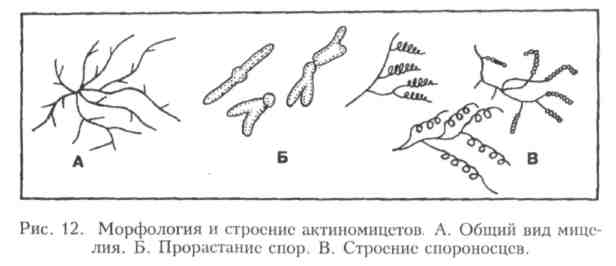 А Б В
Рис. 12. Морфология и строение актиномицетов. А. Общий вид мице-
лия. Б. Прорастание спор. В. Строение спороносцев.